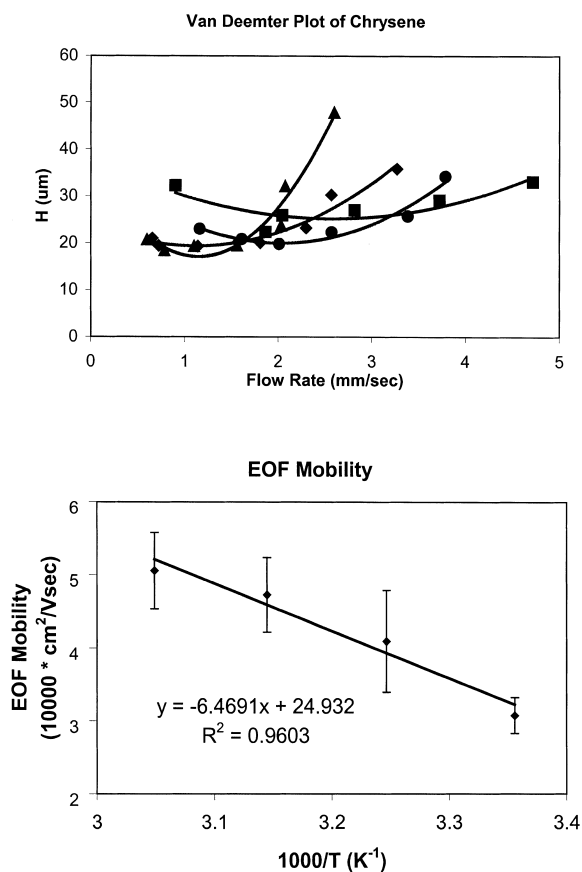 Van Deemter Plot of Chrysene
60
50
40
30
20
10
0
H (um)
0 1 2 3 4 5
Flow Rate (mm/sec)
EOF Mobility
6
5
4
3
2
EOF Mobility
(10000 * cm²/Vsec)
y = -6.4691x + 24.932
R² = 0.9603
3 3.1 3.2 3.3 3.4
1000/T (K⁻¹)